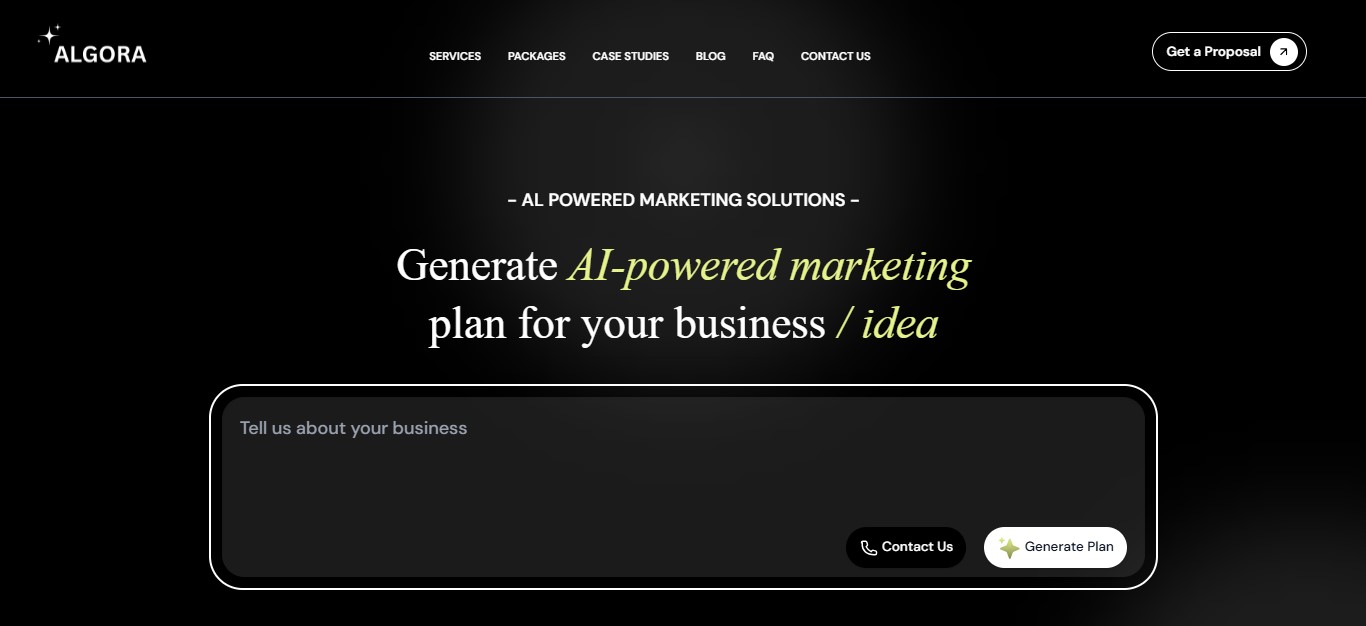 ALGORA
SERVICES PACKAGES CASE STUDIES BLOG FAQ CONTACT US
Get a Proposal
- AL POWERED MARKETING SOLUTIONS -
Generate AI-powered marketing
plan for your business / idea
Tell us about your business
Contact Us
Generate Plan